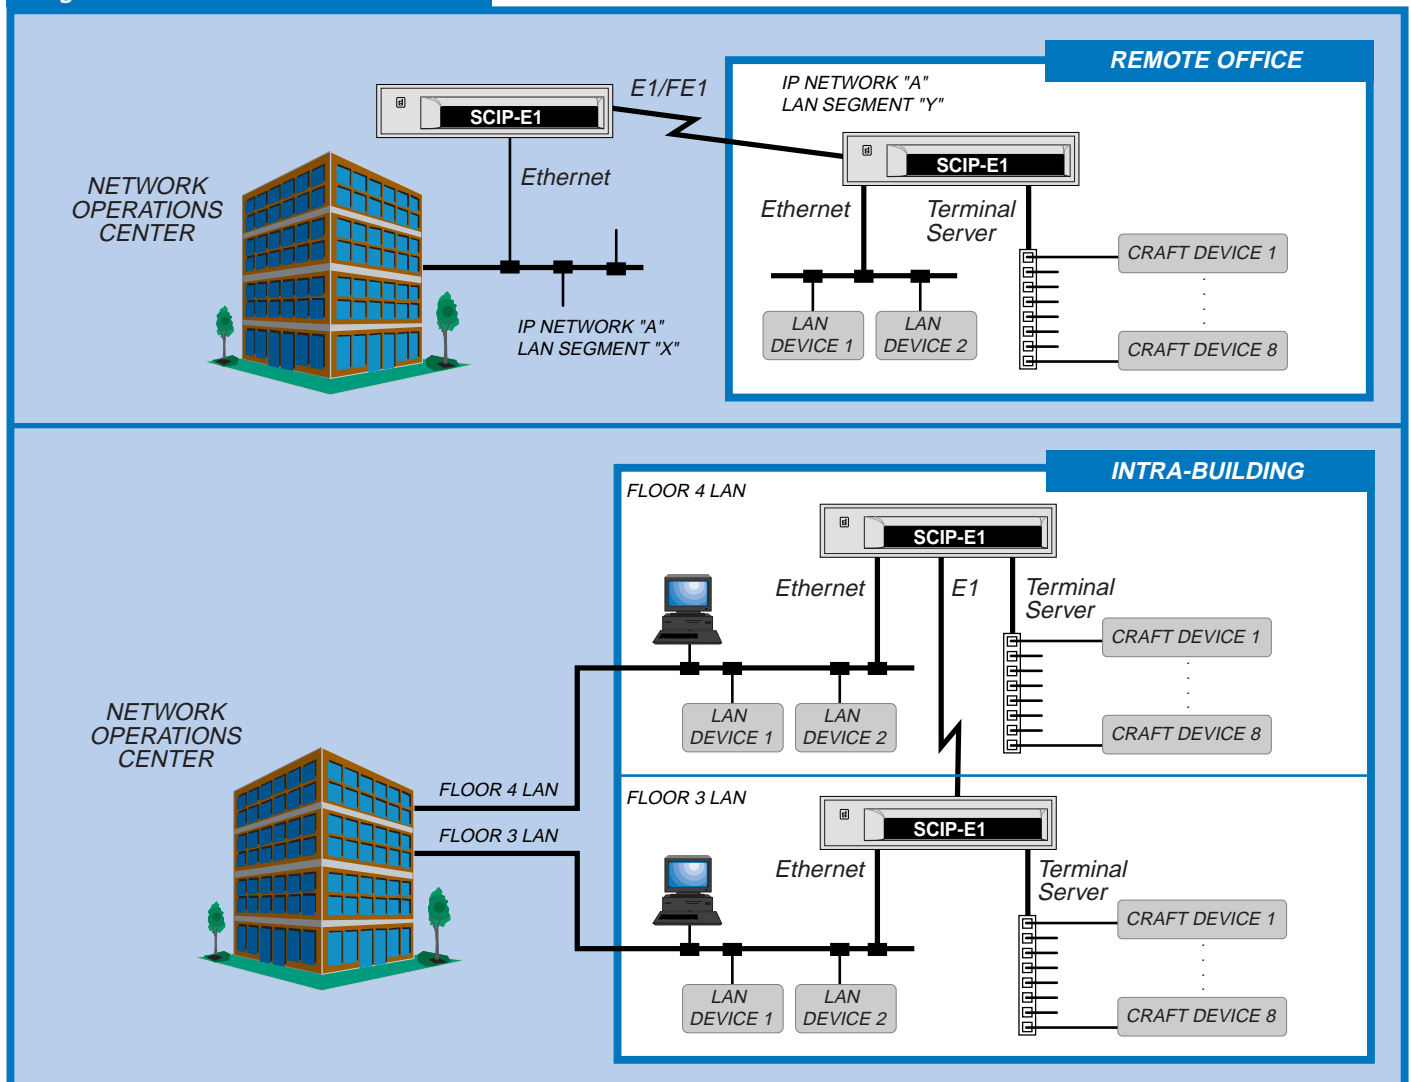 REMOTE OFFICE
E1/FE1
IP NETWORK "A"
LAN SEGMENT "Y"
SCIP-E1
SCIP-E1
NETWORK
OPERATIONS
CENTER
Ethernet
Ethernet
Terminal
Server
CRAFT DEVICE 1
IP NETWORK "A"
LAN SEGMENT "X"
LAN
DEVICE 1
LAN
DEVICE 2
CRAFT DEVICE 8
INTRA-BUILDING
FLOOR 4 LAN
SCIP-E1
Ethernet
E1
Terminal
Server
CRAFT DEVICE 1
LAN
DEVICE 1
LAN
DEVICE 2
CRAFT DEVICE 8
NETWORK
OPERATIONS
CENTER
FLOOR 4 LAN
FLOOR 3 LAN
FLOOR 3 LAN
SCIP-E1
Ethernet
Terminal
Server
CRAFT DEVICE 1
LAN
DEVICE 1
LAN
DEVICE 2
CRAFT DEVICE 8